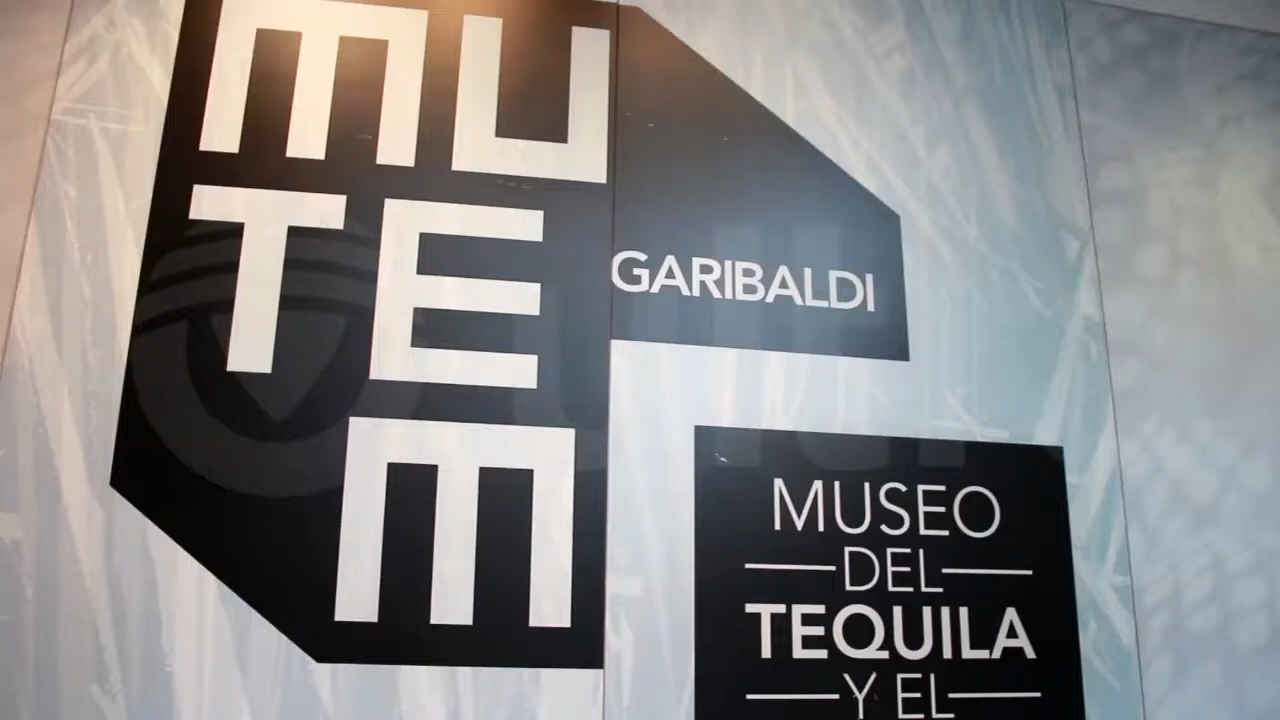 MU
TE
M
GARIBALDI
MUSEO
DEL
TEQUILA
Y EL